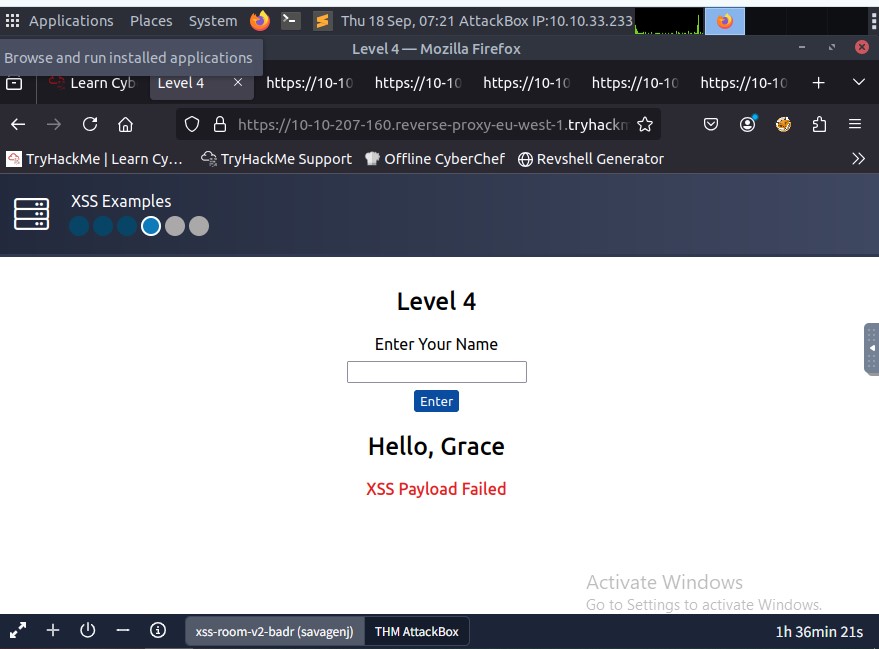 Applications Places System Thu 18 Sep, 07:21 AttackBox IP:10.10.33.233
Level 4 — Mozilla Firefox
Browse and run installed applications
Learn Cyb Level 4 × https://10-10 https://10-10 https://10-10 https://10-10 https://10-10 +
https://10-10-207-160.reverse-proxy-eu-west-1.tryhackm
TryHackMe | Learn Cy... TryHackMe Support Offline CyberChef Revshell Generator
XSS Examples
Level 4
Enter Your Name
Enter
Hello, Grace
XSS Payload Failed
Activate Windows
Go to Settings to activate Windows.
xss-room-v2-badr (savagenj) THM AttackBox 1h 36min 21s